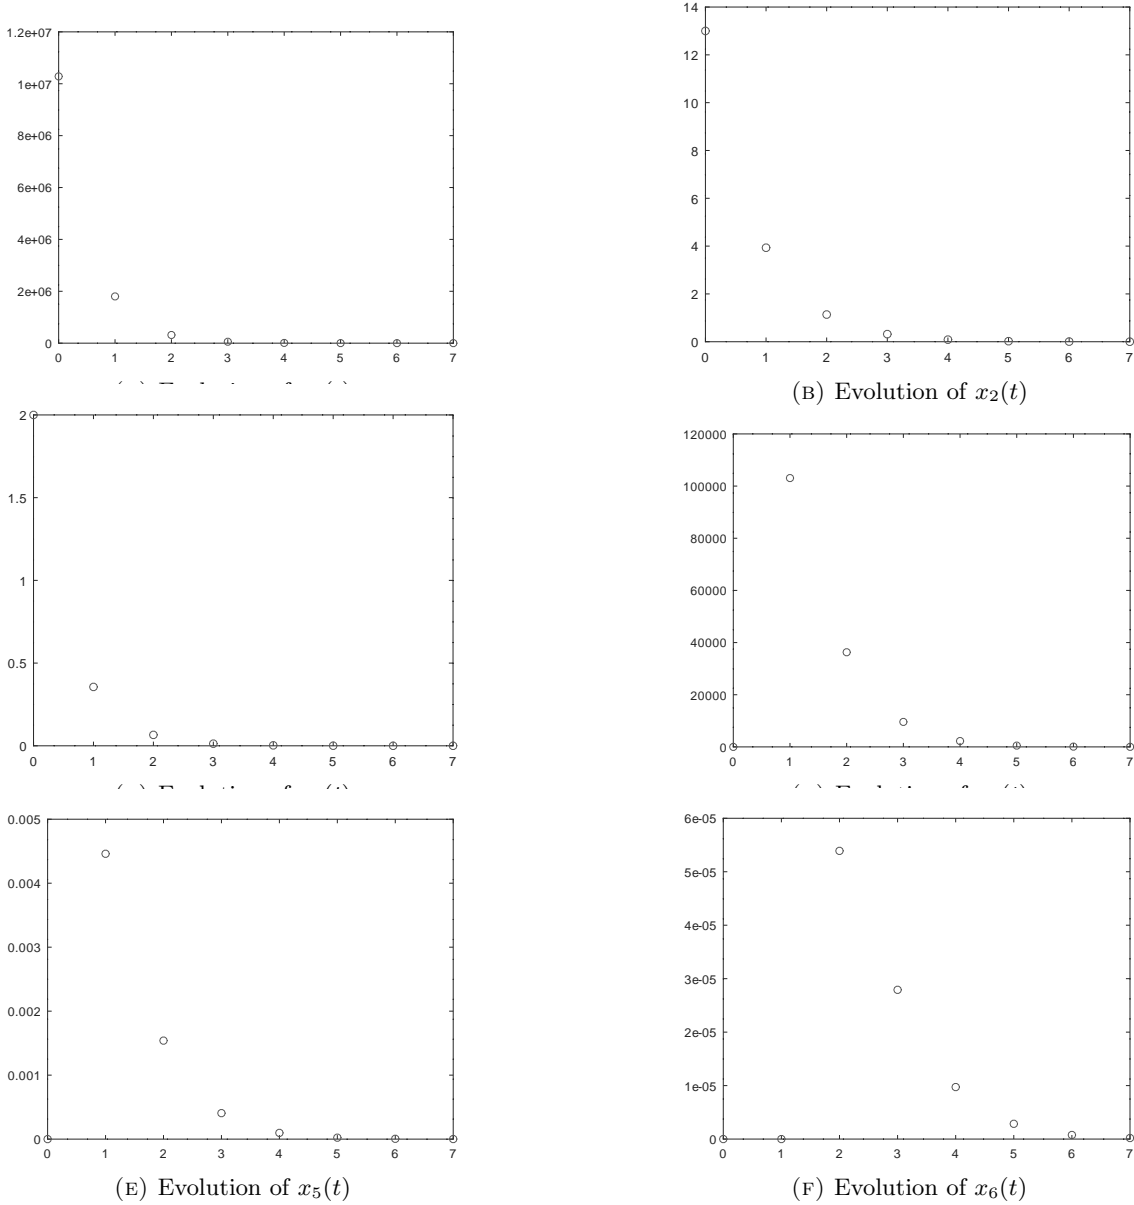 1.2e+07
1e+07
8e+06
6e+06
4e+06
2e+06
0
0 1 2 3 4 5 6 7
14
12
10
8
6
4
2
0
0 1 2 3 4 5 6 7
(B) Evolution of x2(t)
2
1.5
1
0.5
0
0 1 2 3 4 5 6 7
120000
100000
80000
60000
40000
20000
0
0 1 2 3 4 5 6 7
0.005
0.004
0.003
0.002
0.001
0
0 1 2 3 4 5 6 7
(E) Evolution of x5(t)
6e-05
5e-05
4e-05
3e-05
2e-05
1e-05
0
0 1 2 3 4 5 6 7
(F) Evolution of x6(t)